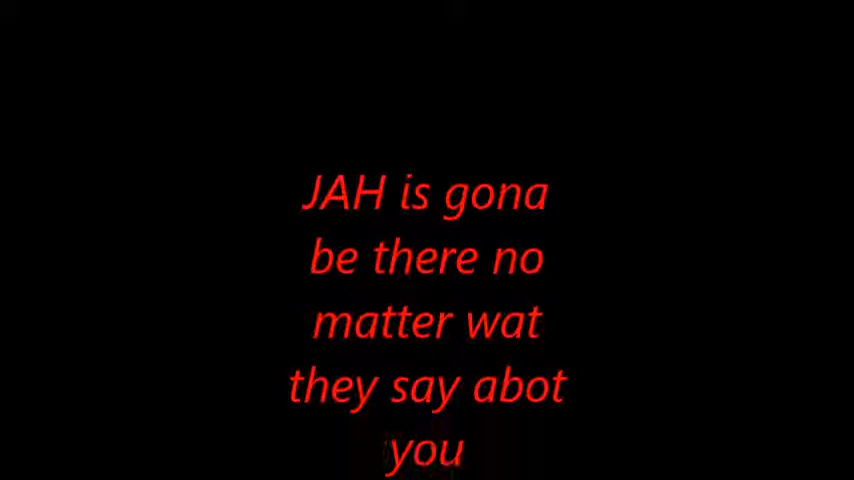 JAH is gona
be there no
matter wat
they say abot
you